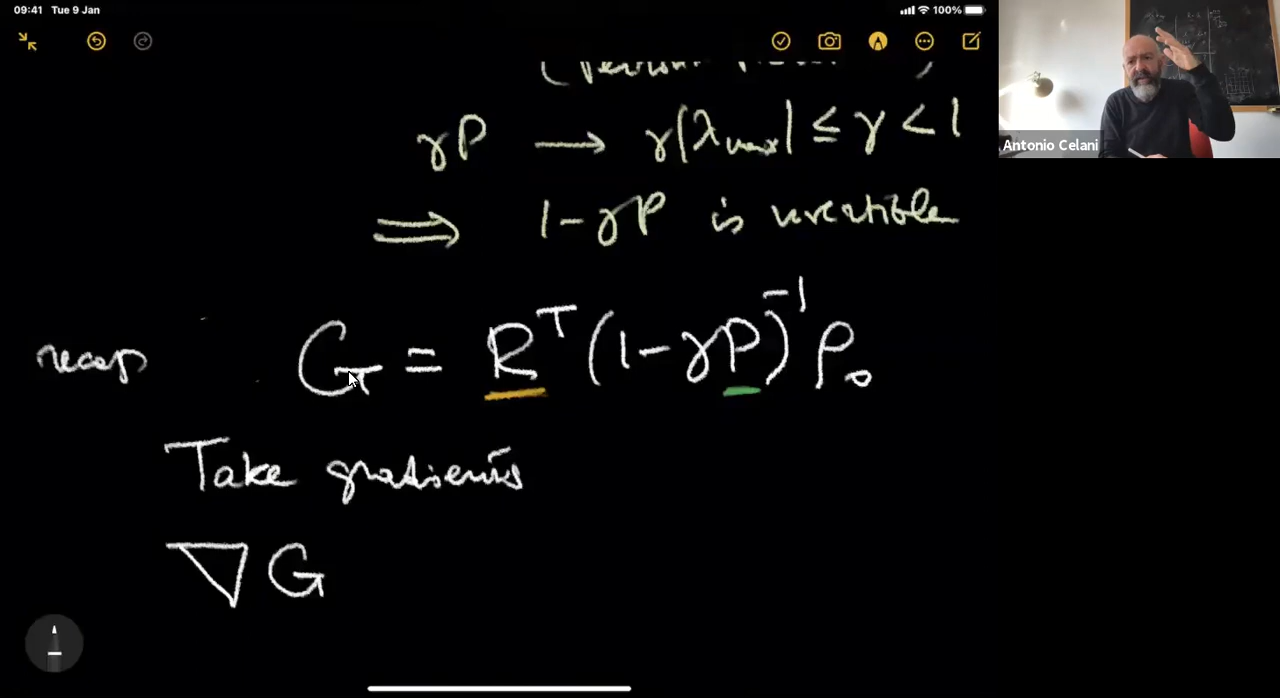 09:41 Tue 9 Jan 100%
Antonio Celani
γP → γ|λmax| ≤ γ < 1
⇒ 1-γP is invertible
recap G = R^T (1-γP)^-1 ρ₀
Take gradients
∇G